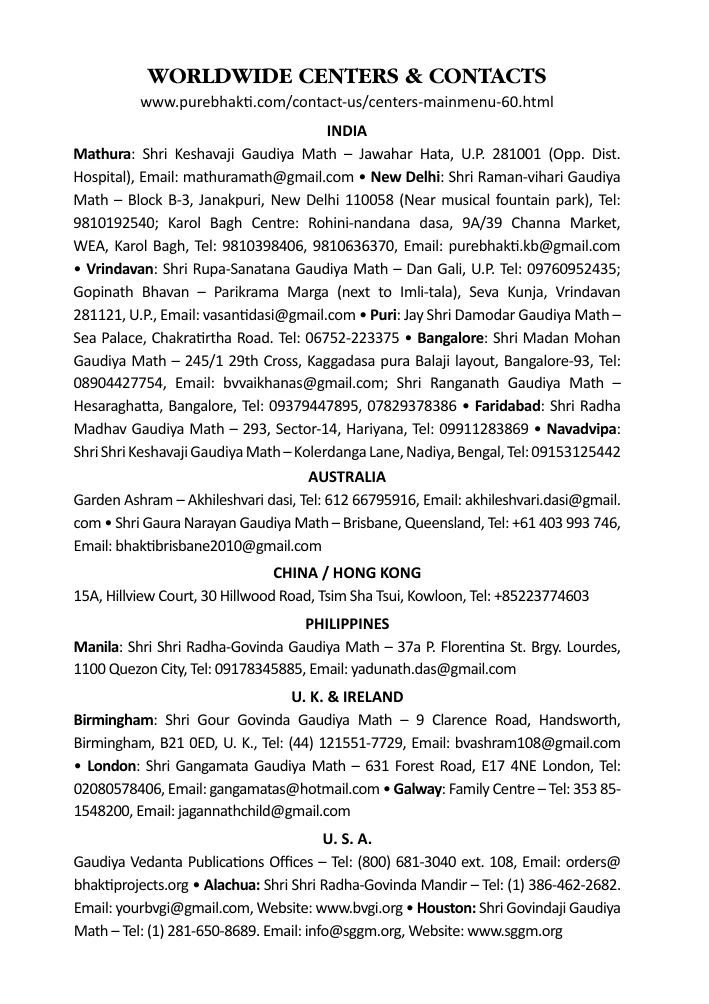 WORLDWIDE CENTERS & CONTACTS
www.purebhakti.com/contact-us/centers-mainmenu-60.html
INDIA
Mathura: Shri Keshavaji Gaudiya Math – Jawahar Hata, U.P. 281001 (Opp. Dist.
Hospital), Email: mathuramath@gmail.com • New Delhi: Shri Raman-vihari Gaudiya
Math – Block B-3, Janakpuri, New Delhi 110058 (Near musical fountain park), Tel:
9810192540; Karol Bagh Centre: Rohini-nandana dasa, 9A/39 Channa Market,
WEA, Karol Bagh, Tel: 9810398406, 9810636370, Email: purebhakti.kb@gmail.com
• Vrindavan: Shri Rupa-Sanatana Gaudiya Math – Dan Gali, U.P. Tel: 09760952435;
Gopinath Bhavan – Parikrama Marga (next to Imli-tala), Seva Kunja, Vrindavan
281121, U.P., Email: vasantidasi@gmail.com • Puri: Jay Shri Damodar Gaudiya Math –
Sea Palace, Chakratirtha Road. Tel: 06752-223375 • Bangalore: Shri Madan Mohan
Gaudiya Math – 245/1 29th Cross, Kaggadasa pura Balaji layout, Bangalore-93, Tel:
08904427754, Email: bvvaikhanas@gmail.com; Shri Ranganath Gaudiya Math –
Hesaraghatta, Bangalore, Tel: 09379447895, 07829378386 • Faridabad: Shri Radha
Madhav Gaudiya Math – 293, Sector-14, Hariyana, Tel: 09911283869 • Navadvipa:
Shri Shri Keshavaji Gaudiya Math – Kolerdanga Lane, Nadiya, Bengal, Tel: 09153125442
AUSTRALIA
Garden Ashram – Akhileshvari dasi, Tel: 612 66795916, Email: akhileshvari.dasi@gmail.
com • Shri Gaura Narayan Gaudiya Math – Brisbane, Queensland, Tel: +61 403 993 746,
Email: bhaktibrisbane2010@gmail.com
CHINA / HONG KONG
15A, Hillview Court, 30 Hillwood Road, Tsim Sha Tsui, Kowloon, Tel: +85223774603
PHILIPPINES
Manila: Shri Shri Radha-Govinda Gaudiya Math – 37a P. Florentina St. Brgy. Lourdes,
1100 Quezon City, Tel: 09178345885, Email: yadunath.das@gmail.com
U. K. & IRELAND
Birmingham: Shri Gour Govinda Gaudiya Math – 9 Clarence Road, Handsworth,
Birmingham, B21 0ED, U. K., Tel: (44) 121551-7729, Email: bvashram108@gmail.com
• London: Shri Gangamata Gaudiya Math – 631 Forest Road, E17 4NE London, Tel:
02080578406, Email: gangamatas@hotmail.com • Galway: Family Centre – Tel: 353 85-
1548200, Email: jagannathchild@gmail.com
U. S. A.
Gaudiya Vedanta Publications Offices – Tel: (800) 681-3040 ext. 108, Email: orders@
bhaktiprojects.org • Alachua: Shri Shri Radha-Govinda Mandir – Tel: (1) 386-462-2682.
Email: yourbvgi@gmail.com, Website: www.bvgi.org • Houston: Shri Govindaji Gaudiya
Math – Tel: (1) 281-650-8689. Email: info@sggm.org, Website: www.sggm.org